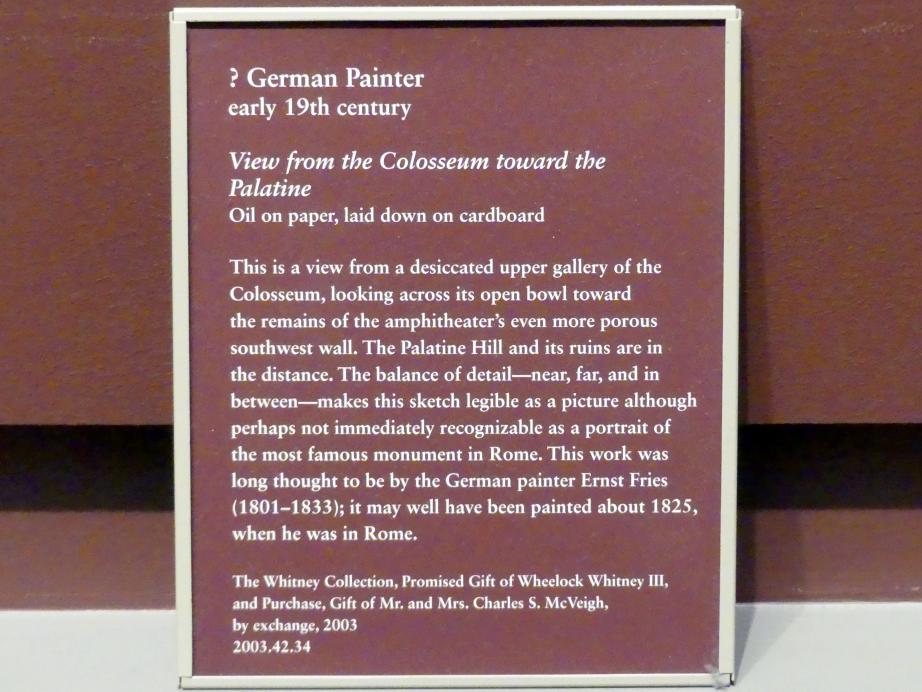 ? German Painter
early 19th century
View from the Colosseum toward the
Palatine
Oil on paper, laid down on cardboard
This is a view from a desiccated upper gallery of the
Colosseum, looking across its open bowl toward
the remains of the amphitheater’s even more porous
southwest wall. The Palatine Hill and its ruins are in
the distance. The balance of detail—near, far, and in
between—makes this sketch legible as a picture although
perhaps not immediately recognizable as a portrait of
the most famous monument in Rome. This work was
long thought to be by the German painter Ernst Fries
(1801–1833); it may well have been painted about 1825,
when he was in Rome.
The Whitney Collection, Promised Gift of Wheelock Whitney III,
and Purchase, Gift of Mr. and Mrs. Charles S. McVeigh,
by exchange, 2003
2003.42.34